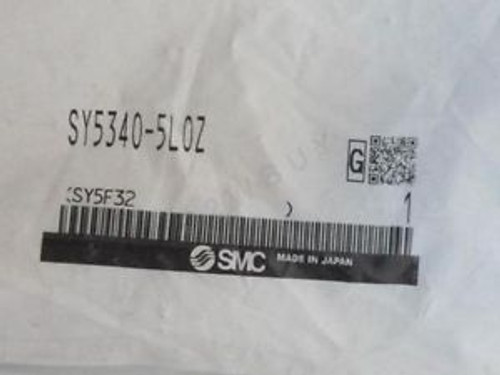 SY5340-5LOZ
G
(SY5F32 ) 1
SMC MADE IN JAPAN